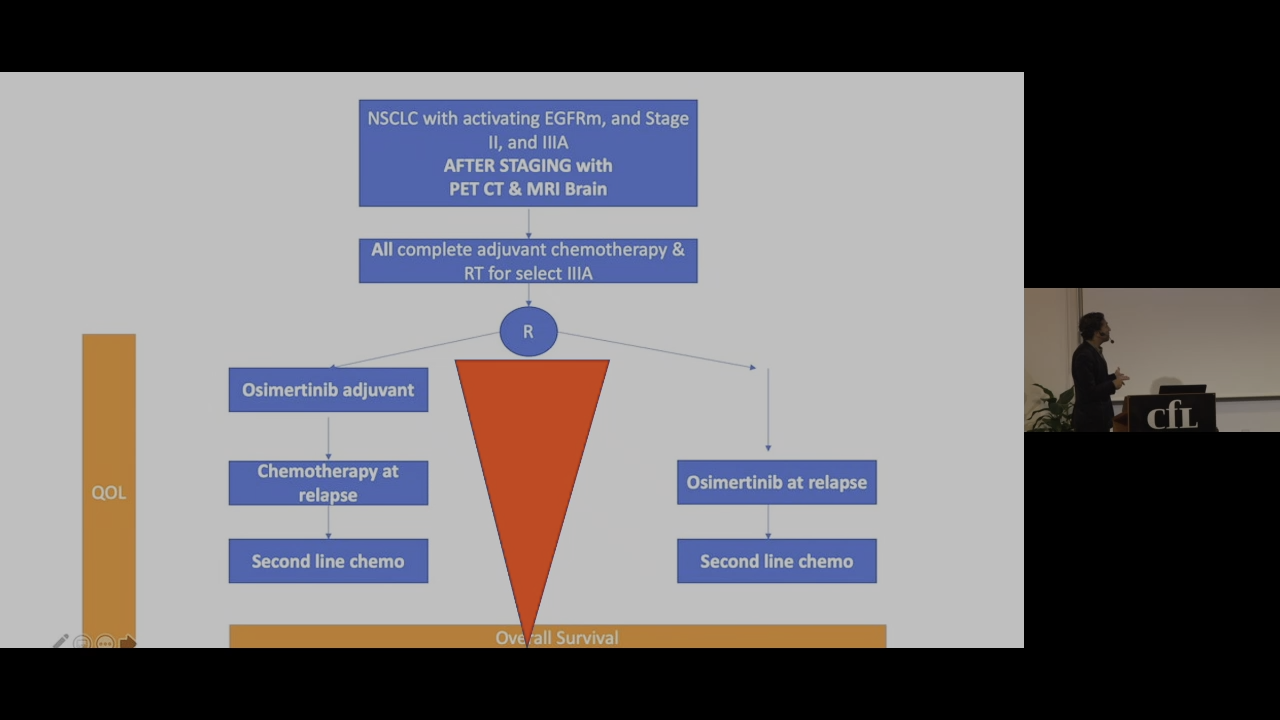 NSCLC with activating EGFRm, and Stage
II, and IIIA
AFTER STAGING with
PET CT & MRI Brain
All complete adjuvant chemotherapy &
RT for select IIIA
R
Osimertinib adjuvant
Chemotherapy at
relapse
Osimertinib at relapse
QOL
Second line chemo
Second line chemo
Overall Survival
cfL